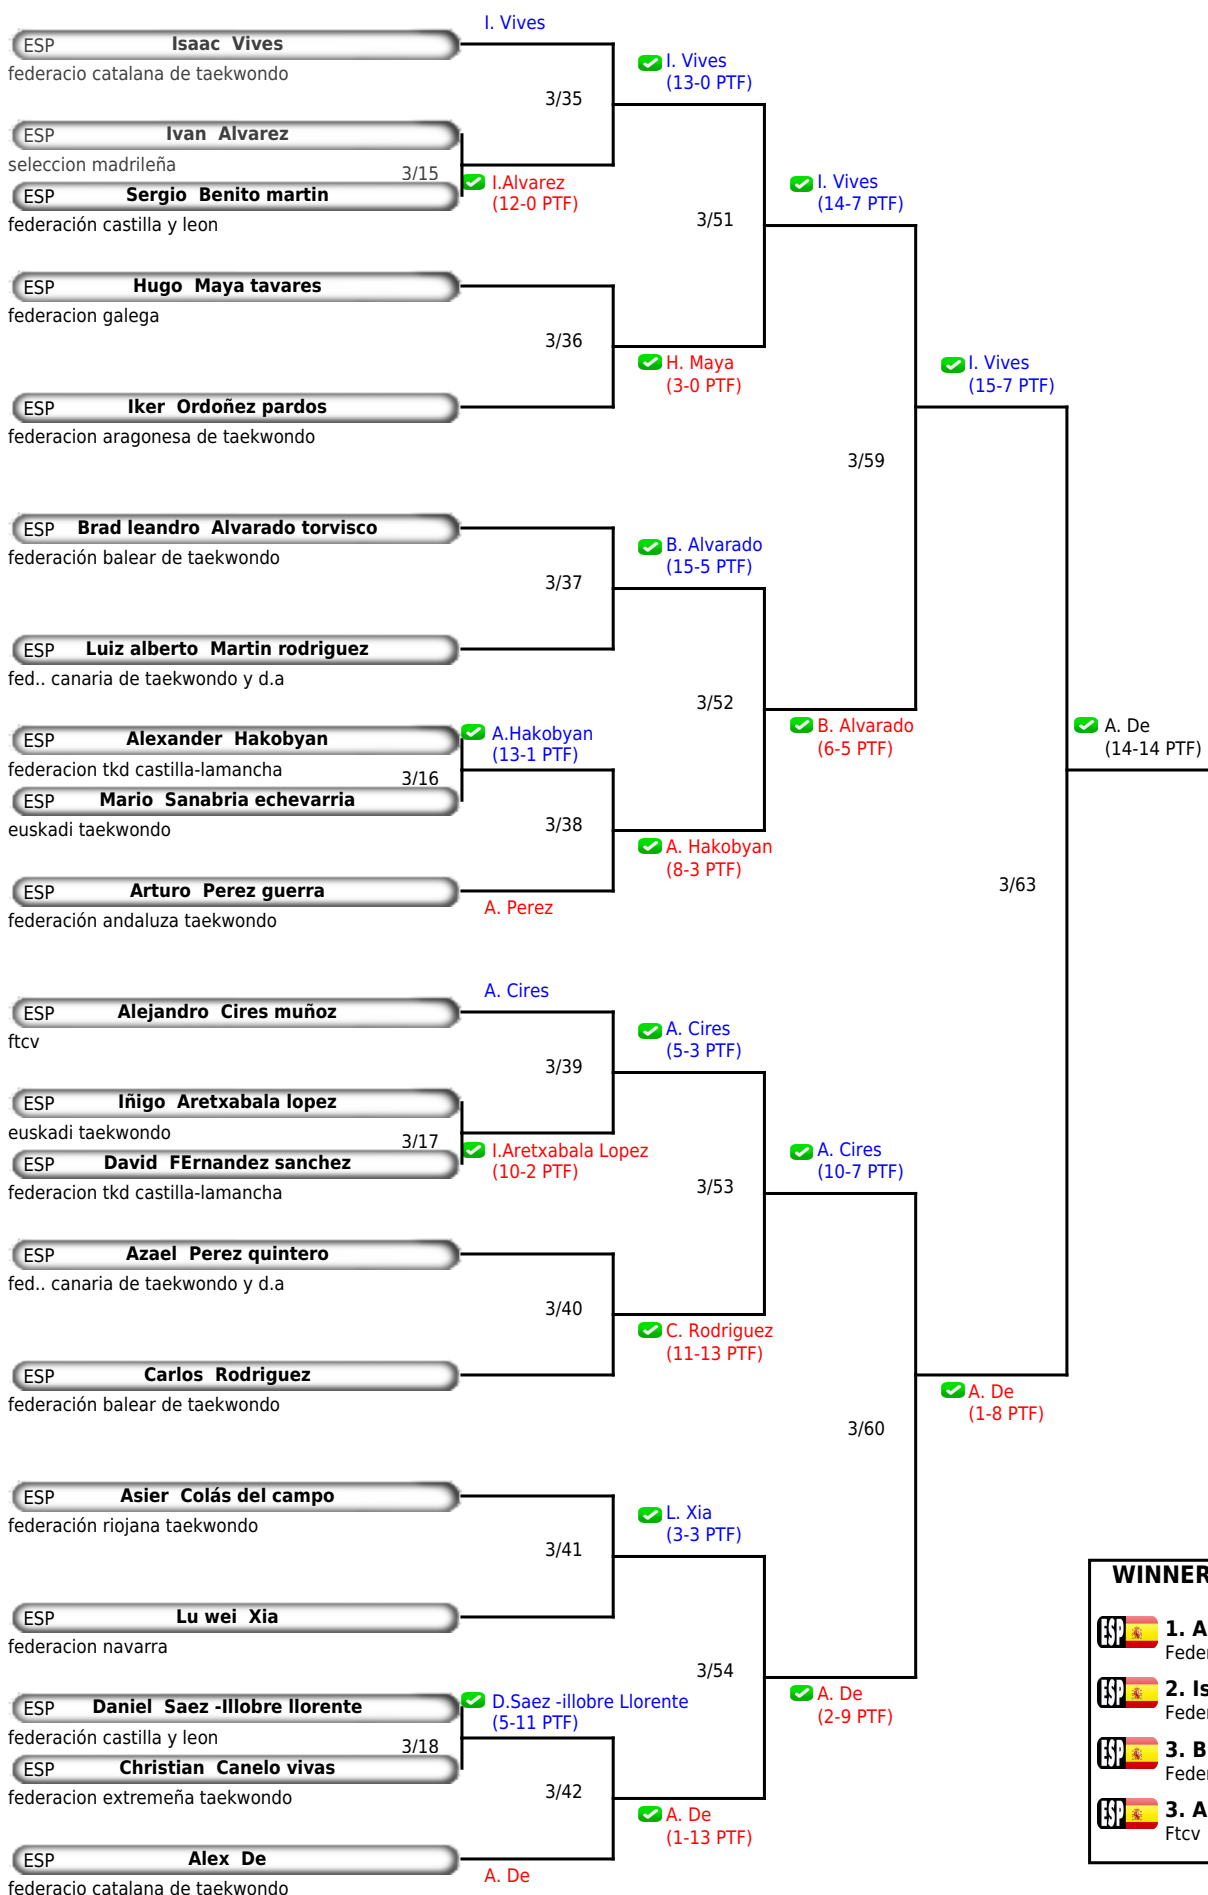 I. Vives
ESP Isaac Vives
federacio catalana de taekwondo
I. Vives
(13-0 PTF)
3/35
ESP Ivan Alvarez
seleccion madrileña
3/15
I.Alvarez
(12-0 PTF)
ESP Sergio Benito martin
federación castilla y leon
I. Vives
(14-7 PTF)
3/51
ESP Hugo Maya tavares
federacion galega
3/36
H. Maya
(3-0 PTF)
I. Vives
(15-7 PTF)
ESP Iker Ordoñez pardos
federacion aragonesa de taekwondo
3/59
ESP Brad leandro Alvarado torvisco
federación balear de taekwondo
B. Alvarado
(15-5 PTF)
3/37
ESP Luiz alberto Martin rodriguez
fed.. canaria de taekwondo y d.a
3/52
B. Alvarado
(6-5 PTF)
A. De
(14-14 PTF)
ESP Alexander Hakobyan
federacion tkd castilla-lamancha
A.Hakobyan
(13-1 PTF)
3/16
ESP Mario Sanabria echevarria
euskadi taekwondo
3/38
A. Hakobyan
(8-3 PTF)
ESP Arturo Perez guerra
federación andaluza taekwondo
A. Perez
3/63
A. Cires
ESP Alejandro Cires muñoz
ftcv
A. Cires
(5-3 PTF)
3/39
ESP Iñigo Aretxabala lopez
euskadi taekwondo
3/17
I.Aretxabala Lopez
(10-2 PTF)
ESP David FErnandez sanchez
federacion tkd castilla-lamancha
A. Cires
(10-7 PTF)
3/53
ESP Azael Perez quintero
fed.. canaria de taekwondo y d.a
3/40
C. Rodriguez
(11-13 PTF)
ESP Carlos Rodriguez
federación balear de taekwondo
A. De
(1-8 PTF)
3/60
ESP Asier Colás del campo
federación riojana taekwondo
L. Xia
(3-3 PTF)
3/41
ESP Lu wei Xia
federacion navarra
3/54
A. De
(2-9 PTF)
ESP Daniel Saez -Illobre llorente
federación castilla y leon
D.Saez -illobre Llorente
(5-11 PTF)
3/18
ESP Christian Canelo vivas
federacion extremeña taekwondo
3/42
A. De
(1-13 PTF)
ESP Alex De
federacio catalana de taekwondo
A. De
WINNER
ESP 1. A
Feder
ESP 2. Is
Feder
ESP 3. B
Feder
ESP 3. A
Ftcv